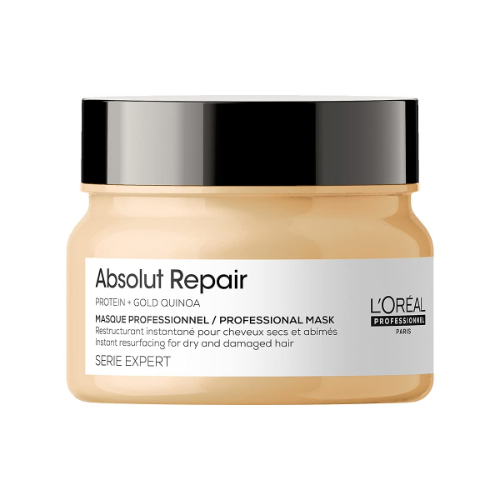 Absolut Repair
PROTEIN + GOLD QUINOA
MASQUE PROFESSIONNEL / PROFESSIONAL MASK
Restructurant instantané pour cheveux secs et abimés
Instant resurfacing for dry and damaged hair
SERIE EXPERT
L'ORÉAL
PROFESSIONNEL
PARIS